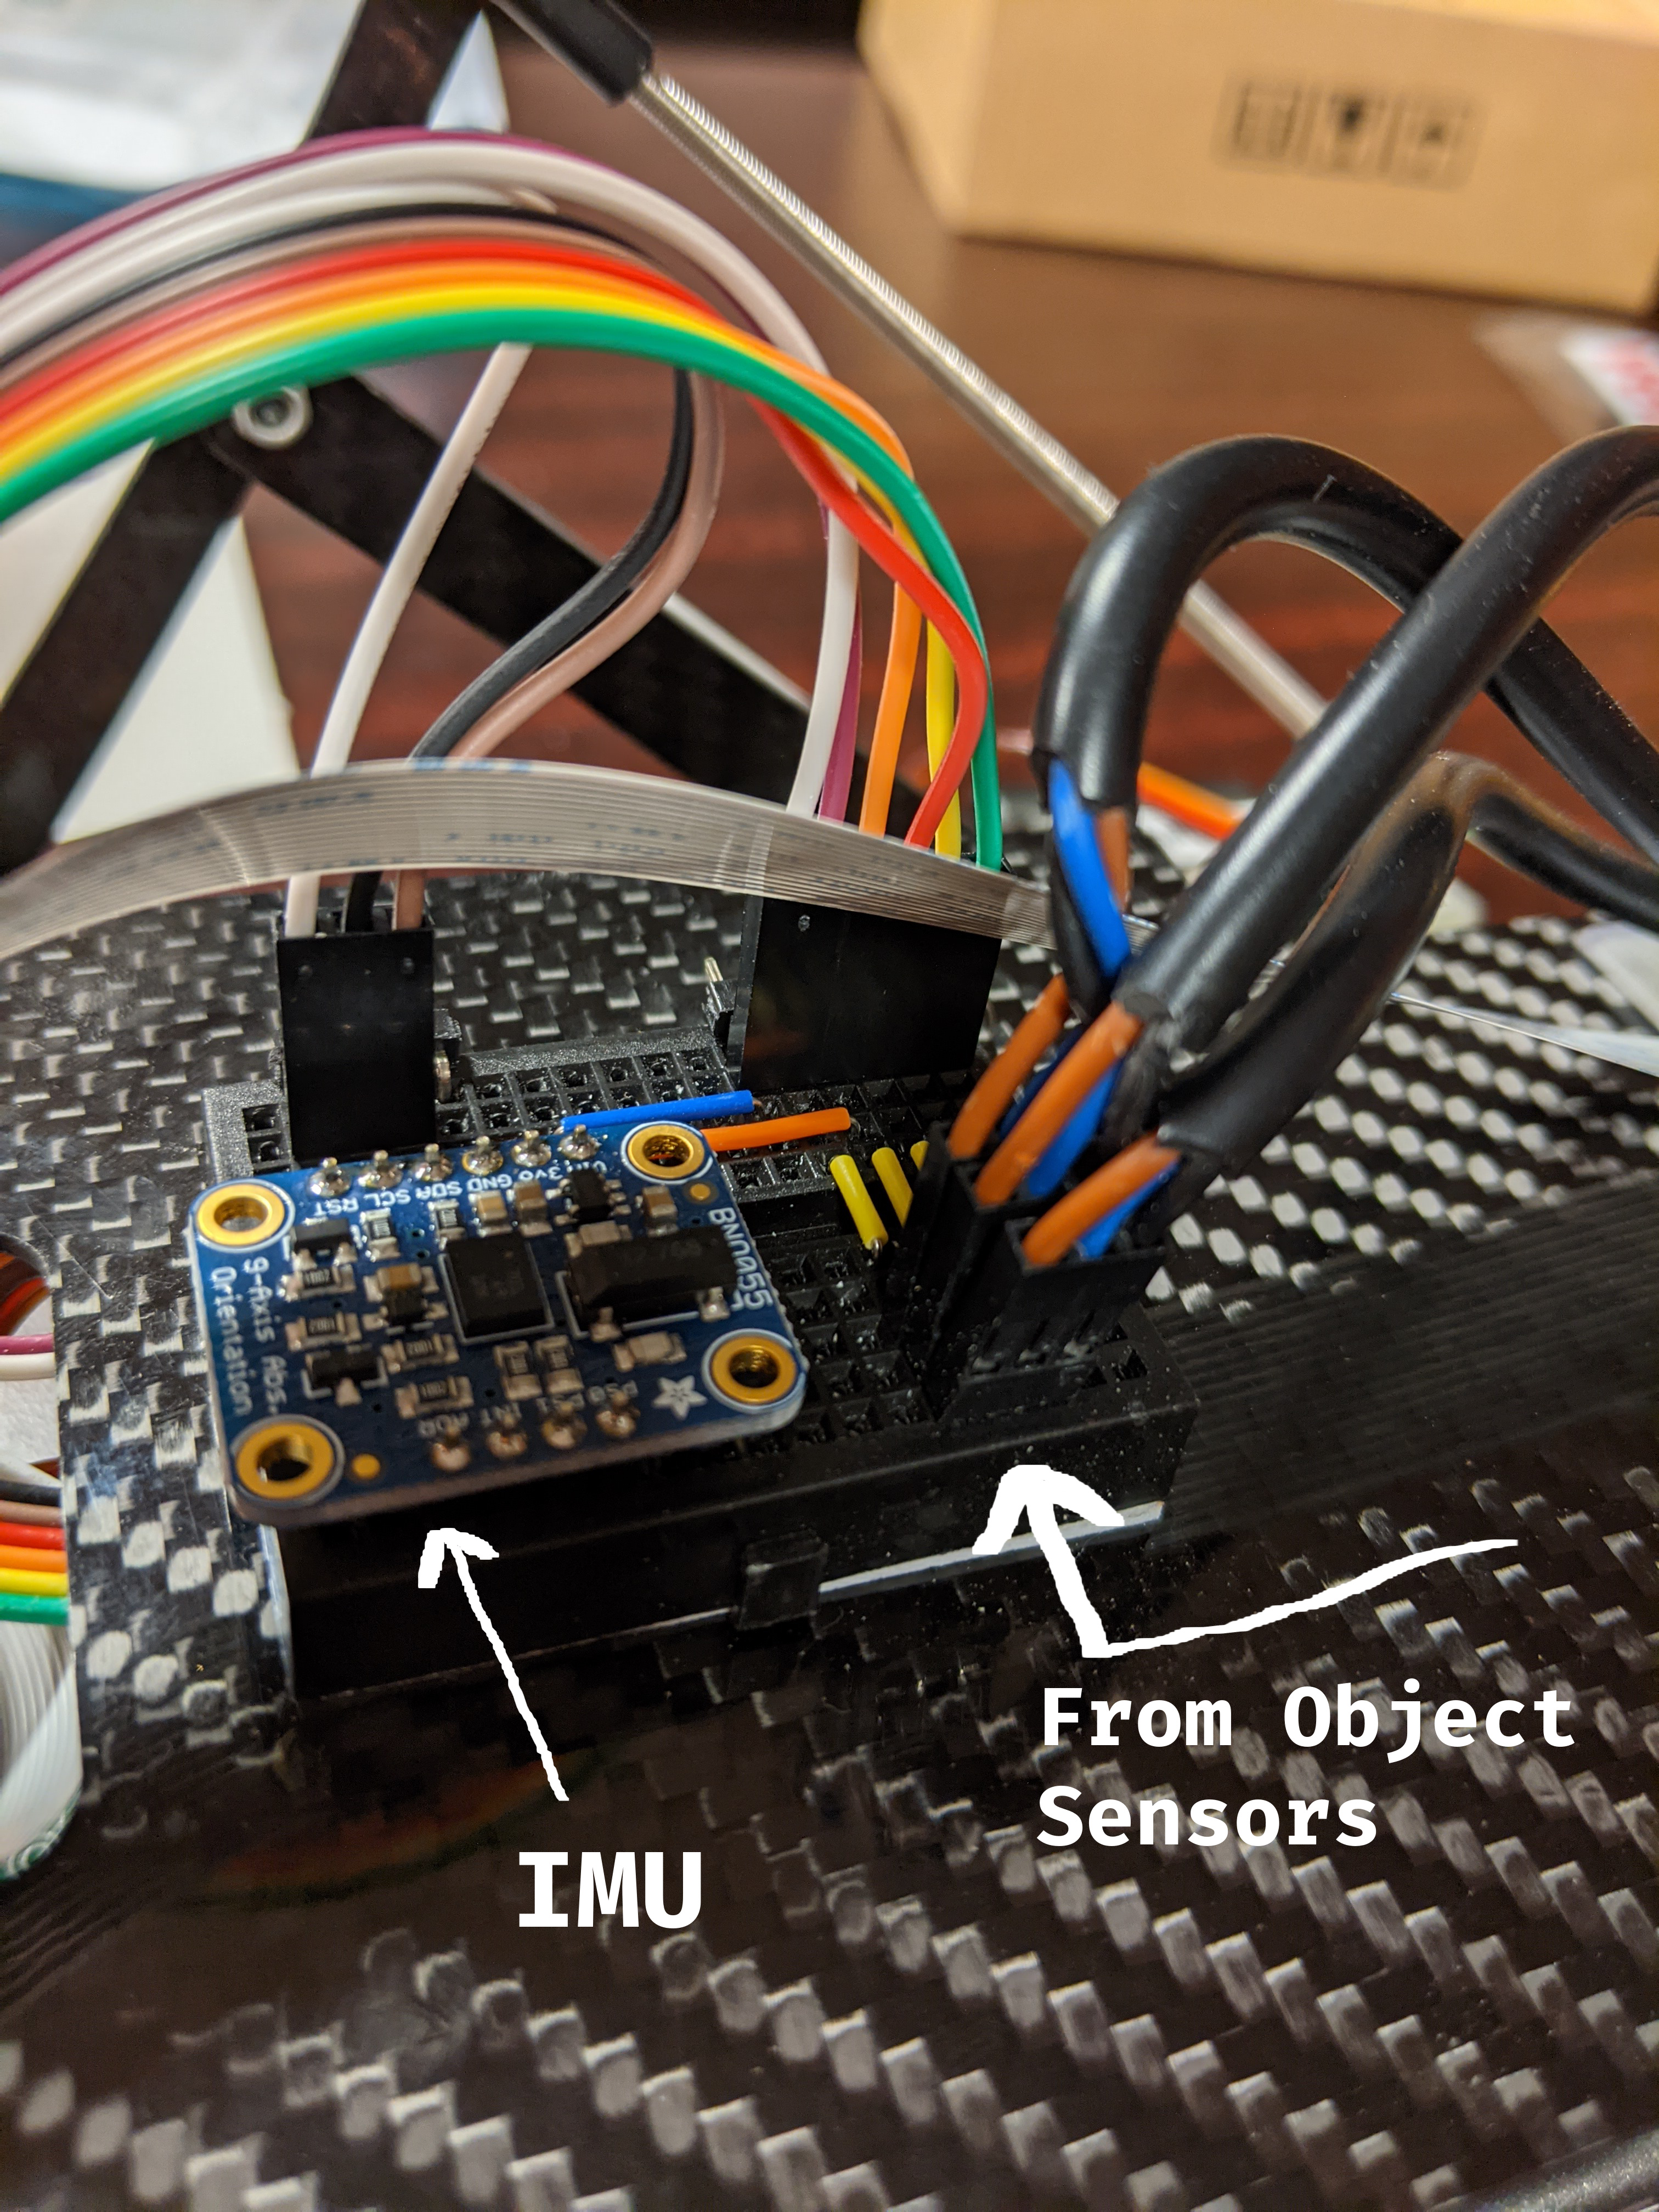 Vin 3vo GND SDA SCL RST
BNO055
9-Axis Abs.
Orientation
ADR INT PS1 PS0
IMU
From Object
Sensors